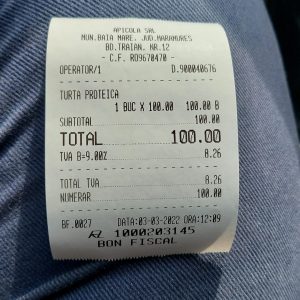 APICOLA SRL
MUN.BAIA MARE, JUD.MARAMURES
BD.TRAIAN, NR.12
- C.F. RO9670470 -
OPERATOR/1 D.900040676
TURTA PROTEICA
1 BUC X 100.00 100.00 B
SUBTOTAL 100.00
TOTAL 100.00
TVA B=9.00% 8.26
TOTAL TVA 8.26
NUMERAR 100.00
BF.0027 DATA:03-03-2022 ORA:12:09
1000203145
BON FISCAL